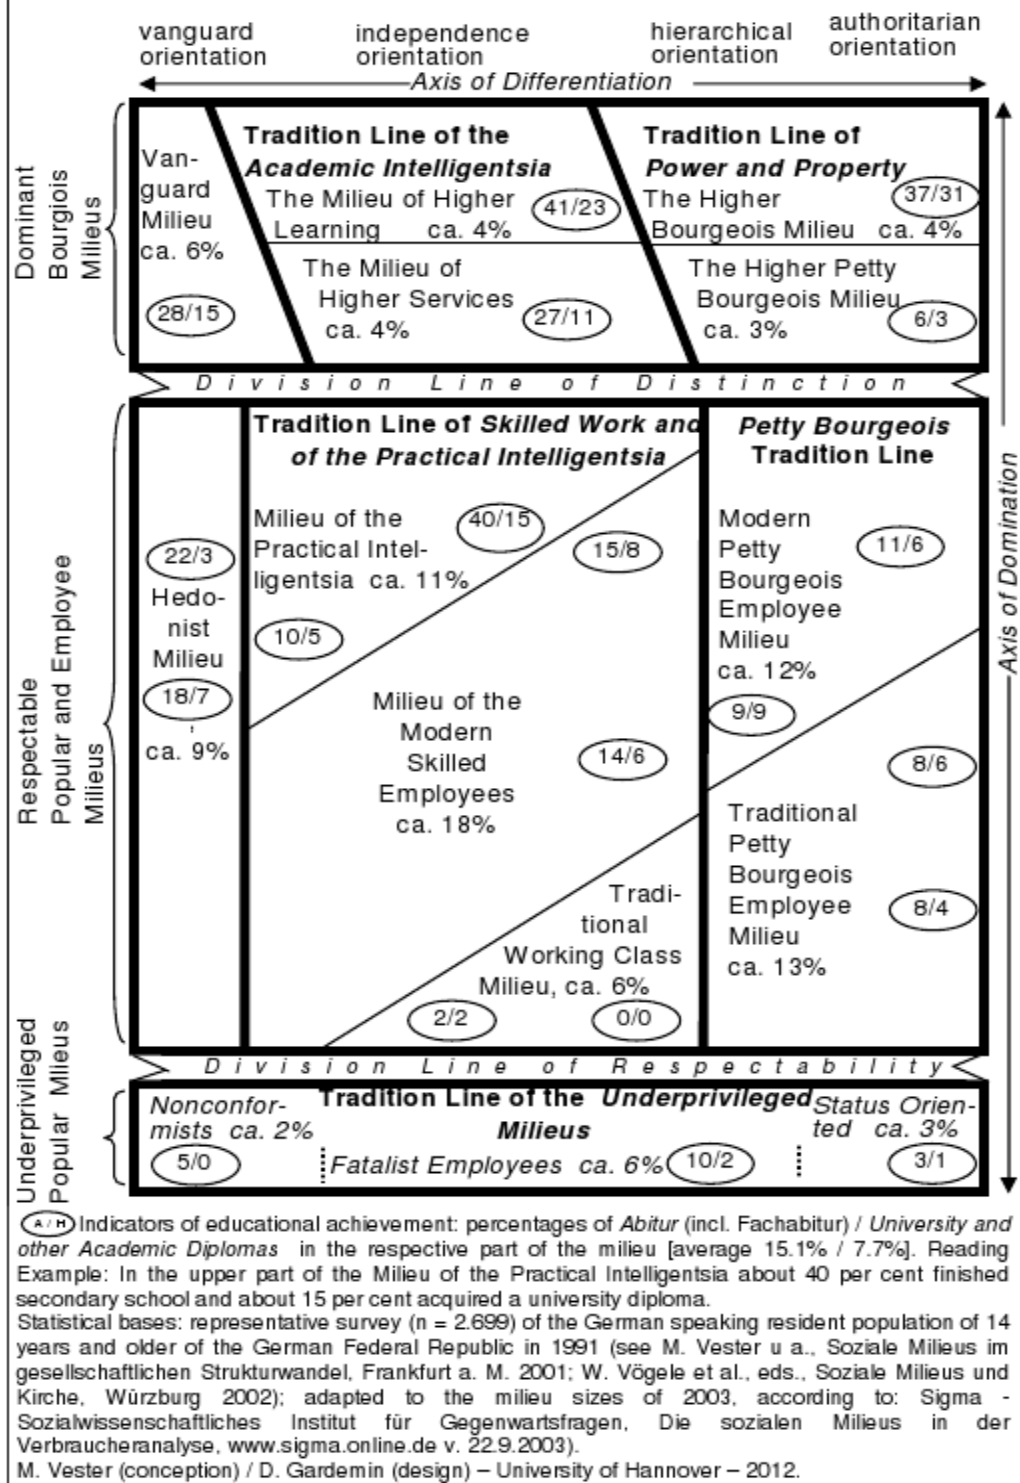 vanguard
orientation
independence
orientation
hierarchical
orientation
authoritarian
orientation
Axis of Differentiation
Dominant
Bourgiois
Milieus
Van-
guard
Milieu
ca. 6%
28/15
Tradition Line of the
Academic Intelligentsia
The Milieu of Higher
Learning ca. 4%
41/23
The Milieu of
Higher Services
ca. 4%
27/11
Tradition Line of
Power and Property
The Higher
Bourgeois Milieu ca. 4%
37/31
The Higher Petty
Bourgeois Milieu
ca. 3%
6/3
Division Line of Distinction
Axis of Domination
Respectable
Popular and Employee
Milieus
22/3
Hedo-
nist
Milieu
18/7
ca. 9%
Tradition Line of Skilled Work and
of the Practical Intelligentsia
Milieu of the
Practical Intel-
ligentsia ca. 11%
40/15
10/5
15/8
Milieu of the
Modern
Skilled
Employees
ca. 18%
14/6
Tradi-
tional
Working Class
Milieu, ca. 6%
2/2
0/0
Petty Bourgeois
Tradition Line
Modern
Petty
Bourgeois
Employee
Milieu
ca. 12%
11/6
9/9
8/6
Traditional
Petty
Bourgeois
Employee
Milieu
ca. 13%
8/4
Division Line of Respectability
Underprivileged
Popular Mlieus
Nonconfor-
mists ca. 2%
5/0
Tradition Line of the Underprivileged
Milieus
Fatalist Employees ca. 6%
10/2
Status Orien-
ted ca. 3%
3/1
A / H Indicators of educational achievement: percentages of Abitur (incl. Fachabitur) / University and
other Academic Diplomas in the respective part of the milieu [average 15.1% / 7.7%]. Reading
Example: In the upper part of the Milieu of the Practical Intelligentsia about 40 per cent finished
secondary school and about 15 per cent acquired a university diploma.
Statistical bases: representative survey (n = 2.699) of the German speaking resident population of 14
years and older of the German Federal Republic in 1991 (see M. Vester u a., Soziale Milieus im
gesellschaftlichen Strukturwandel, Frankfurt a. M. 2001; W. Vögele et al., eds., Soziale Milieus und
Kirche, Würzburg 2002); adapted to the milieu sizes of 2003, according to: Sigma -
Sozialwissenschaftliches Institut für Gegenwartsfragen, Die sozialen Milieus in der
Verbraucheranalyse, www.sigma.online.de v. 22.9.2003).
M. Vester (conception) / D. Gardemin (design) – University of Hannover – 2012.